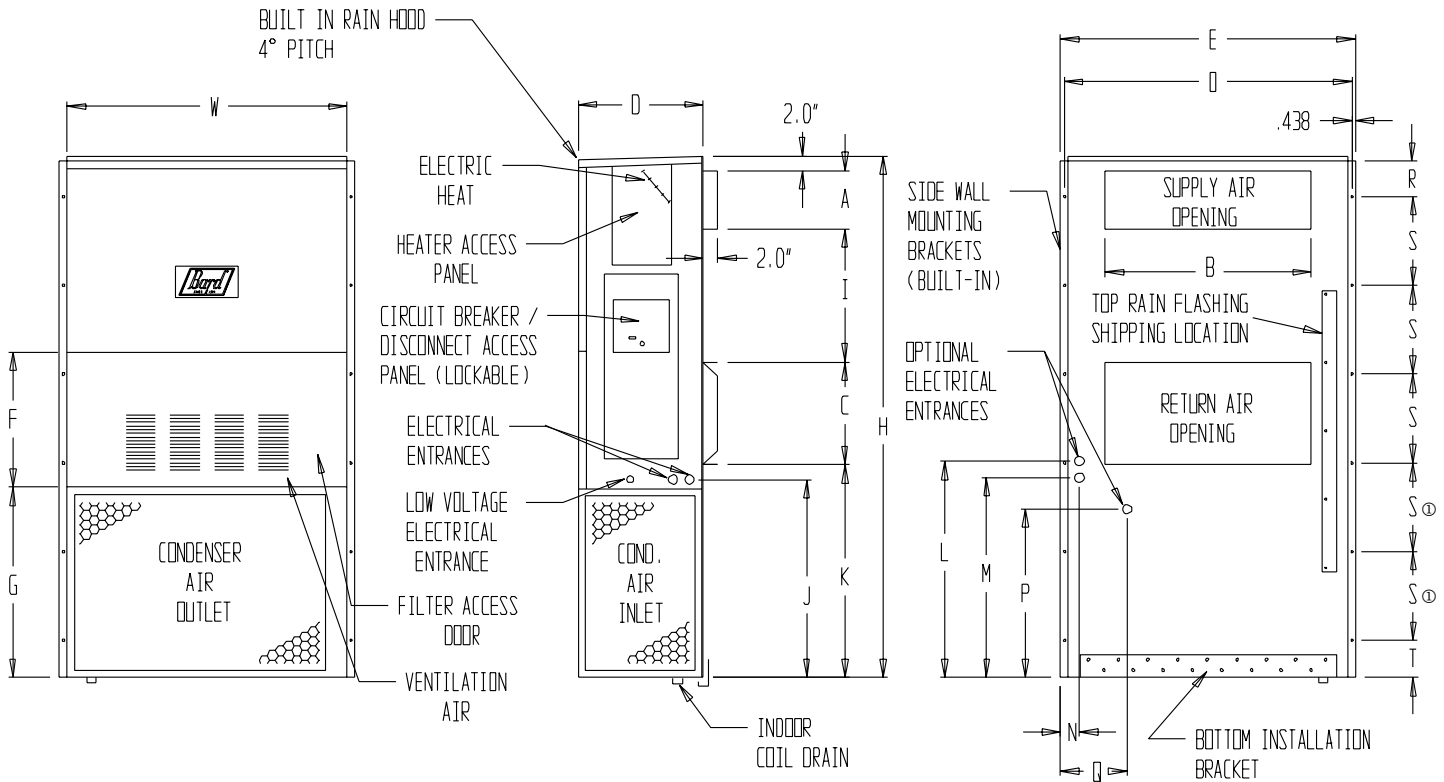 BUILT IN RAIN HOOD
4° PITCH
W
Bard
F
G
CONDENSER
AIR
OUTLET
D
2.0"
ELECTRIC
HEAT
HEATER ACCESS
PANEL
CIRCUIT BREAKER /
DISCONNECT ACCESS
PANEL (LOCKABLE)
ELECTRICAL
ENTRANCES
LOW VOLTAGE
ELECTRICAL
ENTRANCE
FILTER ACCESS
DOOR
VENTILATION
AIR
COND.
AIR
INLET
A
2.0"
I
C
H
J
K
INDOOR
COIL DRAIN
E
O
.438
SIDE WALL
MOUNTING
BRACKETS
(BUILT-IN)
SUPPLY AIR
OPENING
B
TOP RAIN FLASHING
SHIPPING LOCATION
OPTIONAL
ELECTRICAL
ENTRANCES
RETURN AIR
OPENING
R
S
S
S
S①
S①
T
L
M
P
N
Q
BOTTOM INSTALLATION
BRACKET